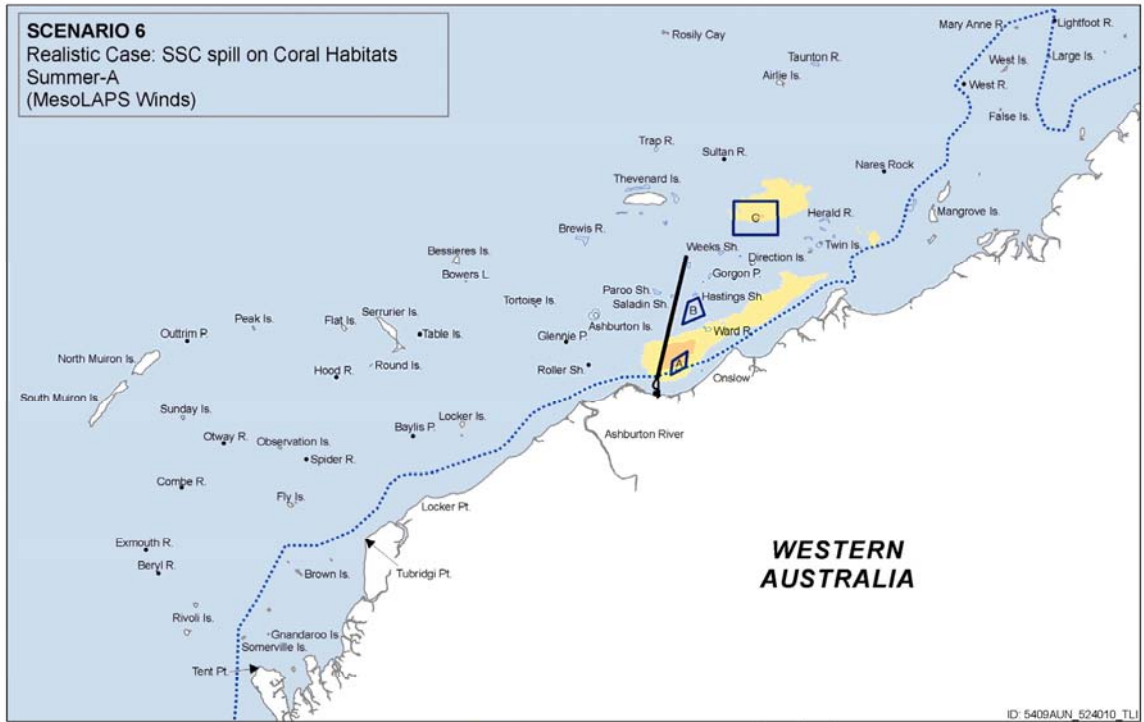 SCENARIO 6
Realistic Case: SSC spill on Coral Habitats
Summer-A
(MesoLAPS Winds)
Mary Anne R.
Lightfoot R.
Rosily Cay
Taunton R.
West Is.
Large Is.
Airlie Is.
West R.
False Is.
Trap R.
Sultan R.
Nares Rock
Thevenard Is.
C
Herald R.
Mangrove Is.
Brewis R.
Twin Is.
Weeks Sh.
Bessieres Is.
Direction Is.
Bowers L.
Gorgon P.
Paroo Sh.
Hastings Sh.
Tortoise Is.
Saladin Sh.
B
Serrurier Is.
Peak Is.
Flat Is.
Ashburton Is.
Ward R.
Outtrim P.
Table Is.
Glennie P.
North Muiron Is.
Round Is.
A
Hood R.
Roller Sh.
Onslow
South Muiron Is.
Sunday Is.
Locker Is.
Baylis P.
Ashburton River
Otway R.
Observation Is.
Spider R.
Combe R.
Fly Is.
Locker Pt.
Exmouth R.
WESTERN
AUSTRALIA
Beryl R.
Brown Is.
Tubridgi Pt.
Rivoli Is.
Gnandaroo Is.
Somerville Is.
Tent Pt.
ID: 5409AUN_524010_TLI